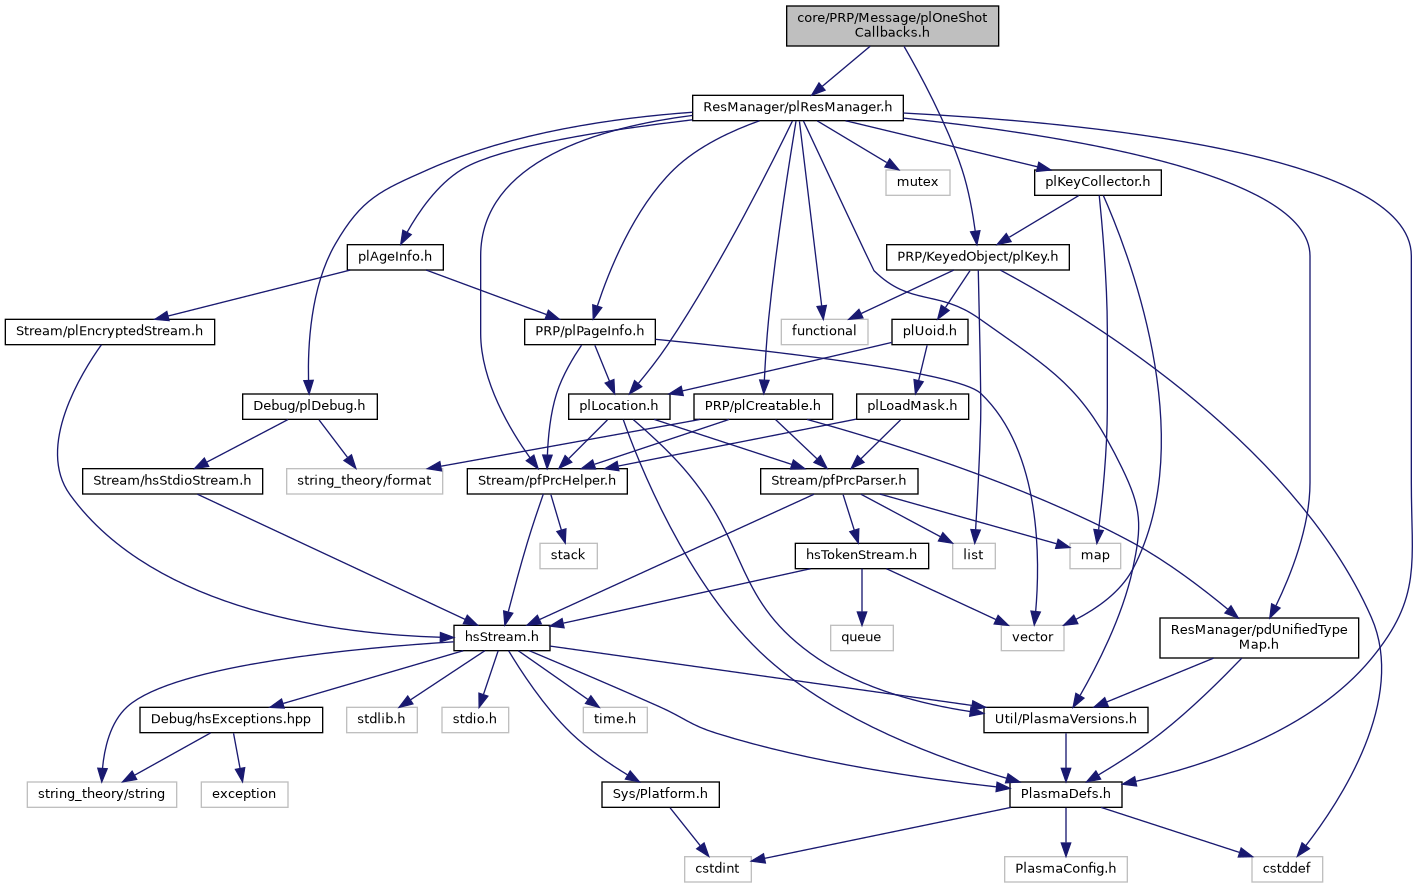 core/PRP/Message/plOneShot
Callbacks.h
ResManager/plResManager.h
mutex
plKeyCollector.h
plAgeInfo.h
PRP/KeyedObject/plKey.h
Stream/plEncryptedStream.h
PRP/plPageInfo.h
functional
plUoid.h
Debug/plDebug.h
plLocation.h
PRP/plCreatable.h
plLoadMask.h
Stream/hsStdioStream.h
string_theory/format
Stream/pfPrcHelper.h
Stream/pfPrcParser.h
stack
hsTokenStream.h
list
map
hsStream.h
queue
vector
ResManager/pdUnifiedType
Map.h
Debug/hsExceptions.hpp
stdlib.h
stdio.h
time.h
Util/PlasmaVersions.h
string_theory/string
exception
Sys/Platform.h
PlasmaDefs.h
cstdint
PlasmaConfig.h
cstddef